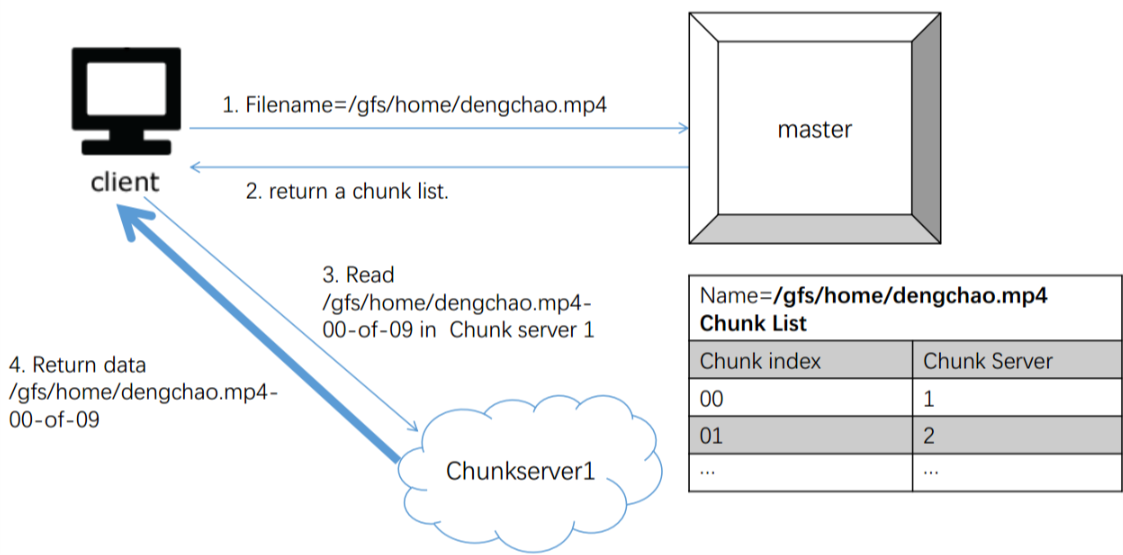 1. Filename=/gfs/home/dengchao.mp4
master
client
2. return a chunk list.
3. Read
/gfs/home/dengchao.mp4-
00-of-09 in Chunk server 1
4. Return data
/gfs/home/dengchao.mp4-
00-of-09
Chunkserver1
Name=/gfs/home/dengchao.mp4
Chunk List
Chunk index Chunk Server
00 1
01 2
... ...